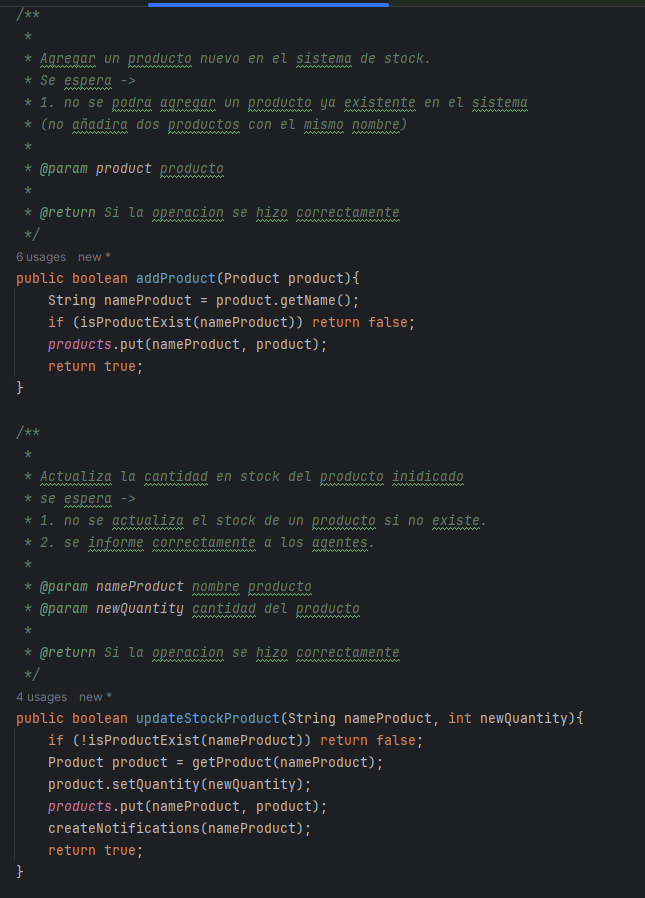 /**
 *
 * Agregar un producto nuevo en el sistema de stock.
 * Se espera ->
 * 1. no se podra agregar un producto ya existente en el sistema
 * (no añadira dos productos con el mismo nombre)
 *
 * @param product producto
 *
 * @return Si la operacion se hizo correctamente
 */
6 usages   new *
public boolean addProduct(Product product){
    String nameProduct = product.getName();
    if (isProductExist(nameProduct)) return false;
    products.put(nameProduct, product);
    return true;
}

/**
 *
 * Actualiza la cantidad en stock del producto inidicado
 * se espera ->
 * 1. no se actualiza el stock de un producto si no existe.
 * 2. se informe correctamente a los agentes.
 *
 * @param nameProduct nombre producto
 * @param newQuantity cantidad del producto
 *
 * @return Si la operacion se hizo correctamente
 */
4 usages   new *
public boolean updateStockProduct(String nameProduct, int newQuantity){
    if (!isProductExist(nameProduct)) return false;
    Product product = getProduct(nameProduct);
    product.setQuantity(newQuantity);
    products.put(nameProduct, product);
    createNotifications(nameProduct);
    return true;
}